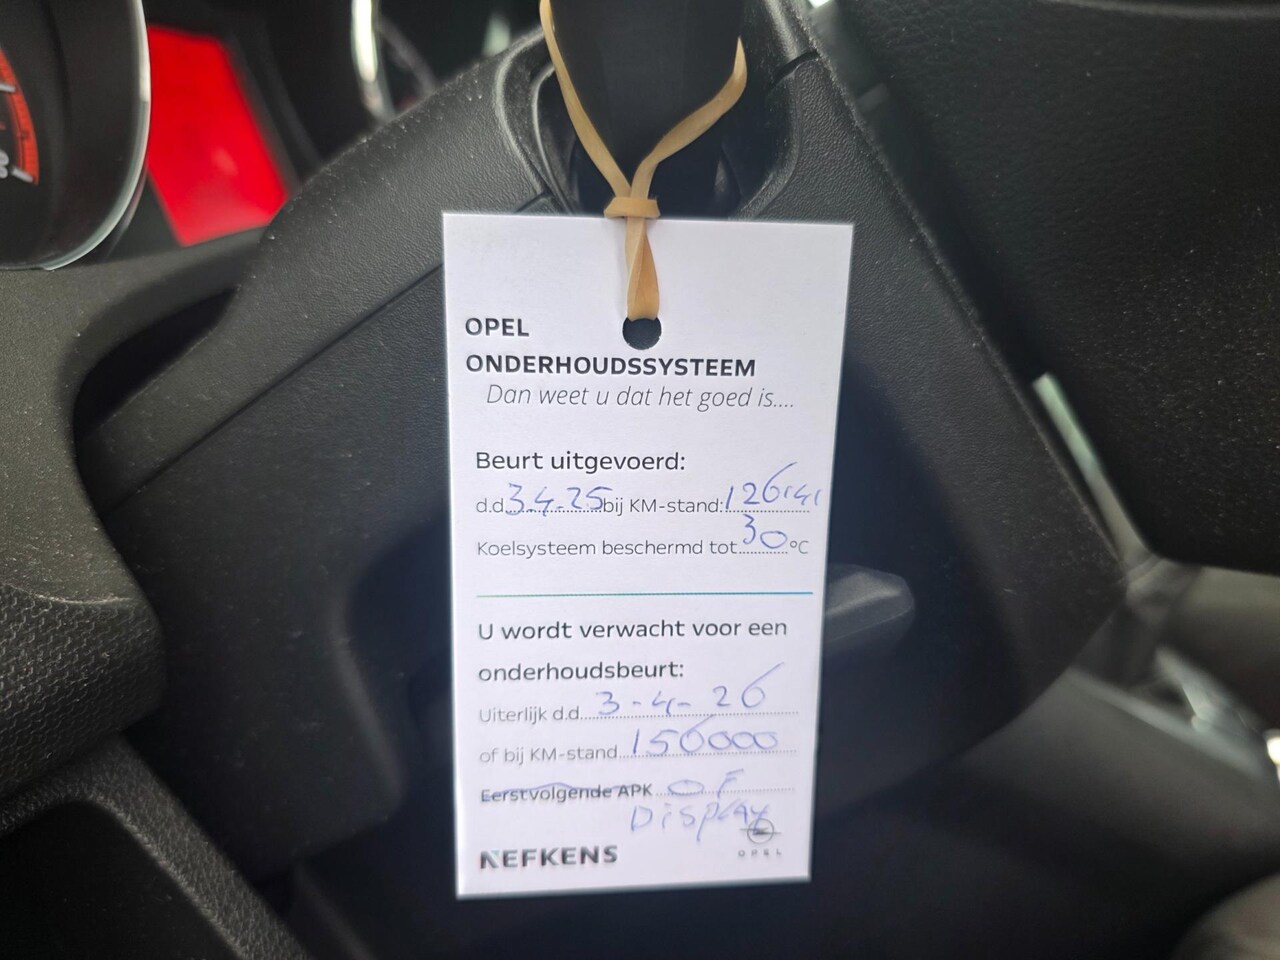 OPEL
ONDERHOUDSSYSTEEM
Dan weet u dat het goed is....
Beurt uitgevoerd:
d.d. 3-4-25 bij KM-stand: 126141
Koelsysteem beschermd tot 30 °C
U wordt verwacht voor een
onderhoudsbeurt:
Uiterlijk d.d. 3-4-26
of bij KM-stand 156000
Eerstvolgende APK OF
Display
NEFKENS
OPEL